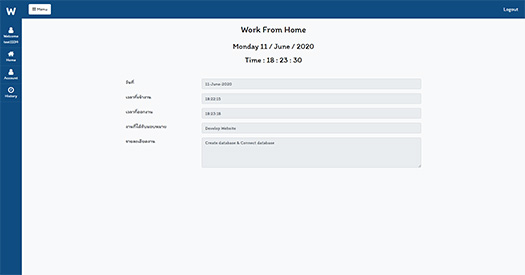 W
Menu
Logout
Welcome
test1234
Home
Account
History
Work From Home
Monday 11 / June / 2020
Time : 18 : 23 : 30
วันที่
11-June-2020
เวลาที่เข้างาน
18:23:15
เวลาที่ออกงาน
18:23:18
งานที่ได้รับมอบหมาย
Develop Website
รายละเอียดงาน
Create database & Connect database